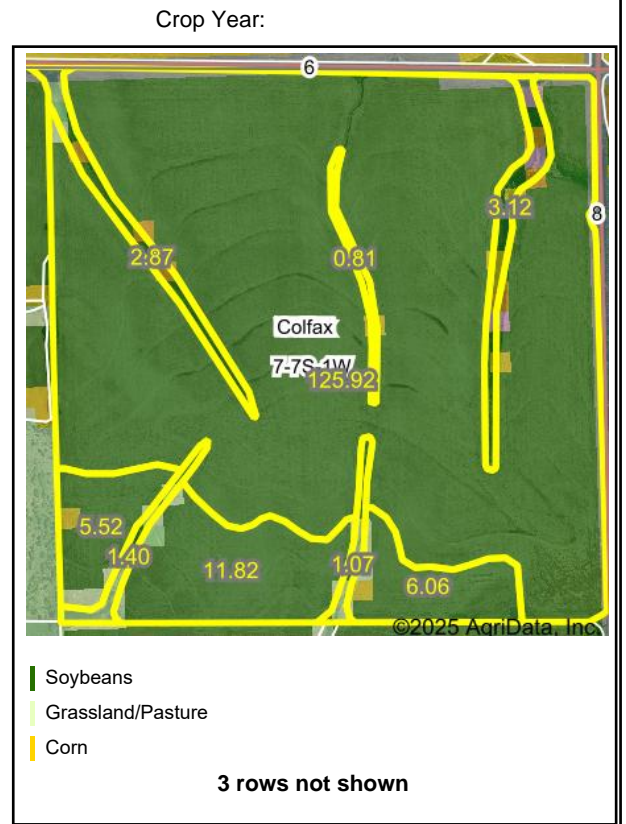 Crop Year:
6
8
3.12
2.87
0.81
Colfax
7-7S-1W
125.92
5.52
1.40
11.82
1.07
6.06
©2025 AgriData, Inc.
Soybeans
Grassland/Pasture
Corn
3 rows not shown